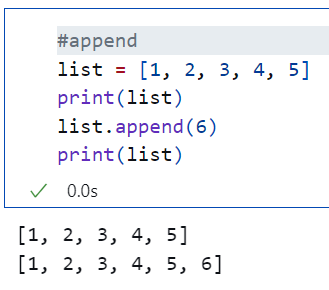 #append
list = [1, 2, 3, 4, 5]
print(list)
list.append(6)
print(list)
0.0s
[1, 2, 3, 4, 5]
[1, 2, 3, 4, 5, 6]